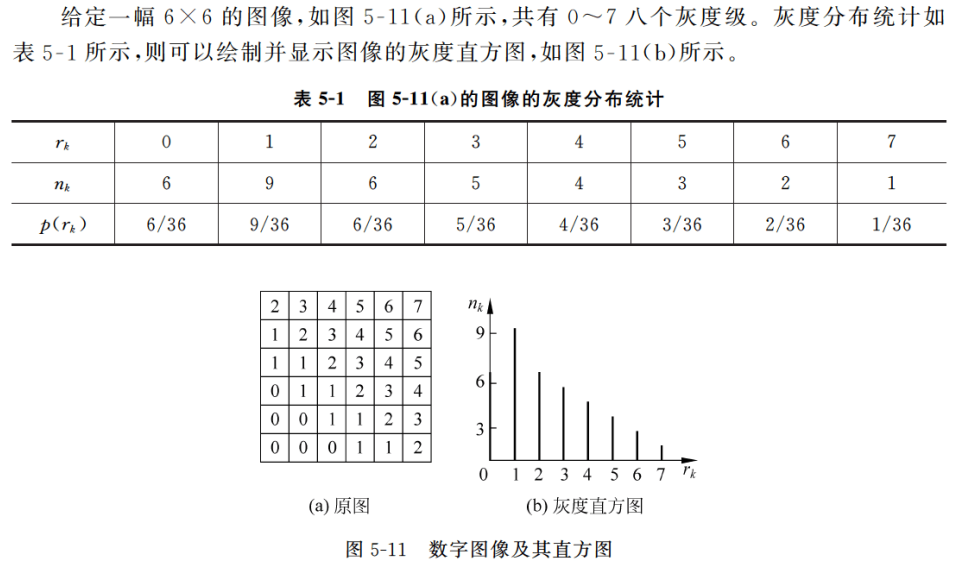 给定一幅 6×6 的图像,如图 5-11(a)所示,共有 0～7 八个灰度级。灰度分布统计如
表 5-1 所示,则可以绘制并显示图像的灰度直方图,如图 5-11(b)所示。
表 5-1 图 5-11(a)的图像的灰度分布统计
r_k 0 1 2 3 4 5 6 7
n_k 6 9 6 5 4 3 2 1
p(r_k) 6/36 9/36 6/36 5/36 4/36 3/36 2/36 1/36
2 3 4 5 6 7
1 2 3 4 5 6
1 1 2 3 4 5
0 1 1 2 3 4
0 0 1 1 2 3
0 0 0 1 1 2
(a) 原图
n_k
9
6
3
0 1 2 3 4 5 6 7 r_k
(b) 灰度直方图
图 5-11 数字图像及其直方图